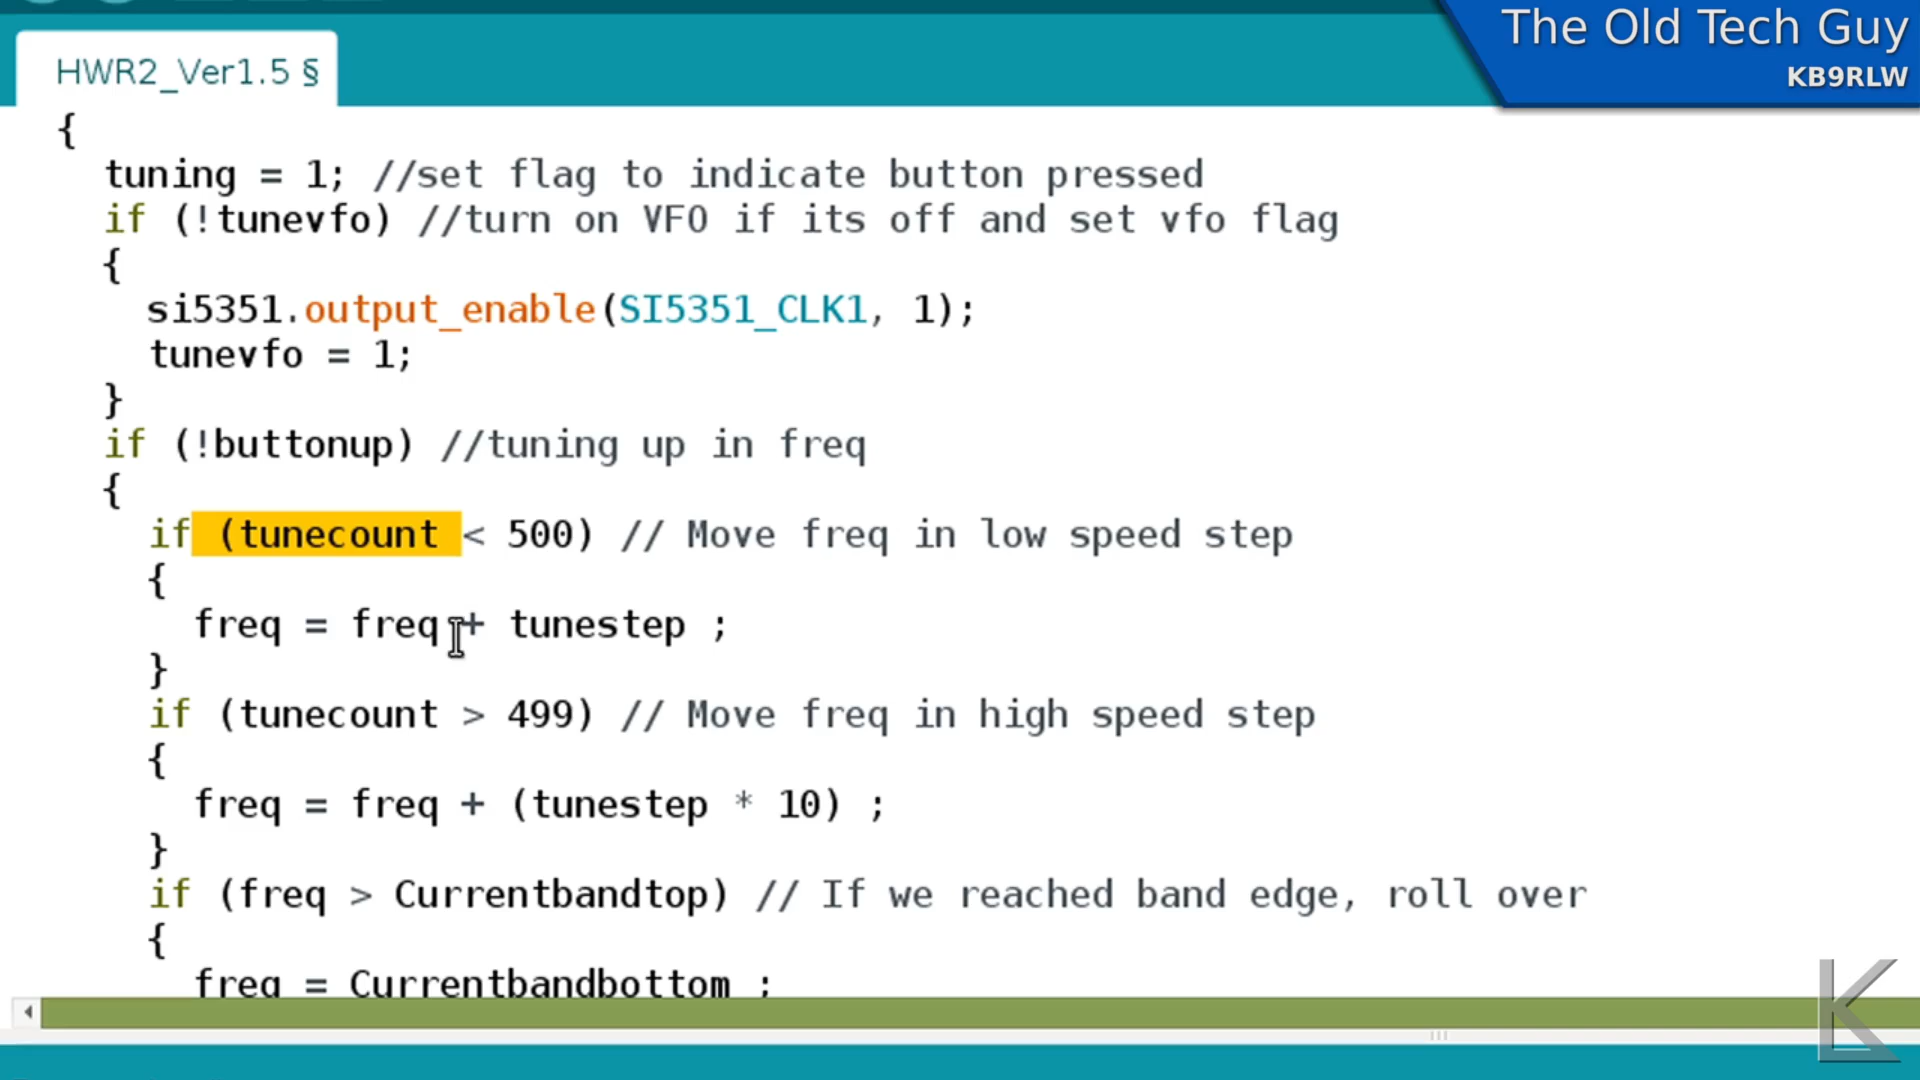 The Old Tech Guy
KB9RLW
HWR2_Ver1.5 §
{
tuning = 1; //set flag to indicate button pressed
if (!tunevfo) //turn on VFO if its off and set vfo flag
{
si5351.output_enable(SI5351_CLK1, 1);
tunevfo = 1;
}
if (!buttonup) //tuning up in freq
{
if (tunecount < 500) // Move freq in low speed step
{
freq = freq + tunestep ;
}
if (tunecount > 499) // Move freq in high speed step
{
freq = freq + (tunestep * 10) ;
}
if (freq > Currentbandtop) // If we reached band edge, roll over
{
freq = Currentbandbottom ;
K